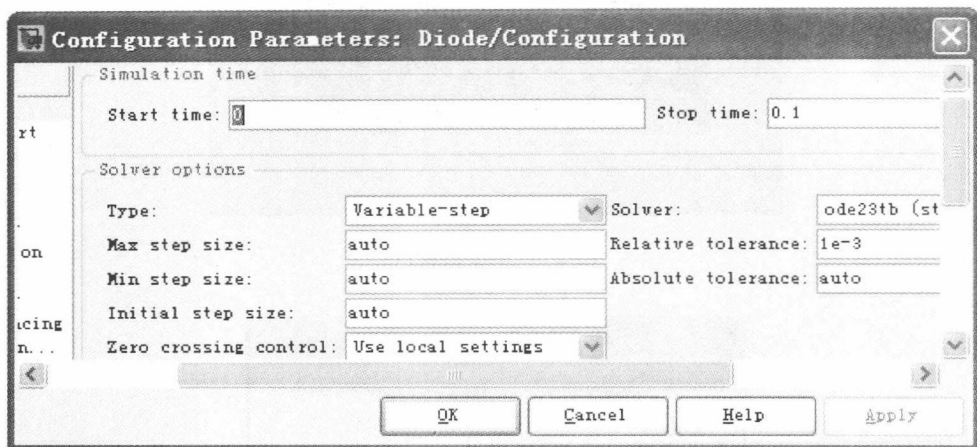 Configuration Parameters: Diode/Configuration
Simulation time
Start time: 0 Stop time: 0.1
rt
Solver options
Type: Variable-step Solver: ode23tb (st
on Max step size: auto Relative tolerance: 1e-3
Min step size: auto Absolute tolerance: auto
acing Initial step size: auto
n... Zero crossing control: Use local settings
OK Cancel Help Apply